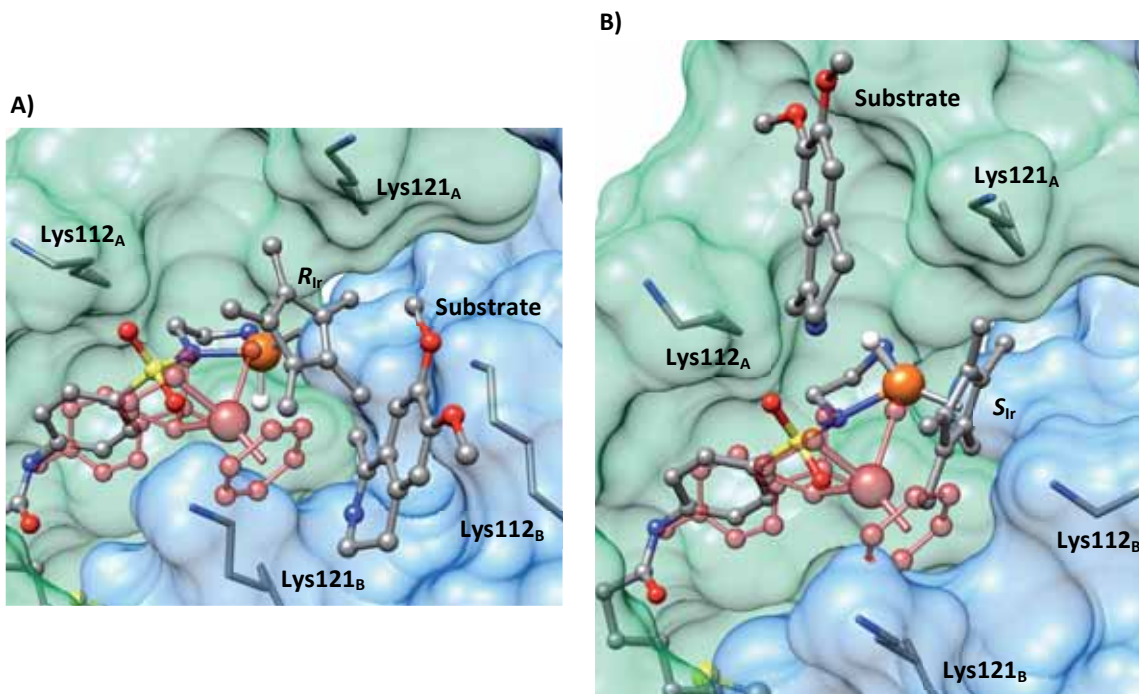 A)
Lys121A
Lys112A
RIr
Substrate
Lys112B
Lys121B
B)
Substrate
Lys121A
Lys112A
SIr
Lys112B
Lys121B